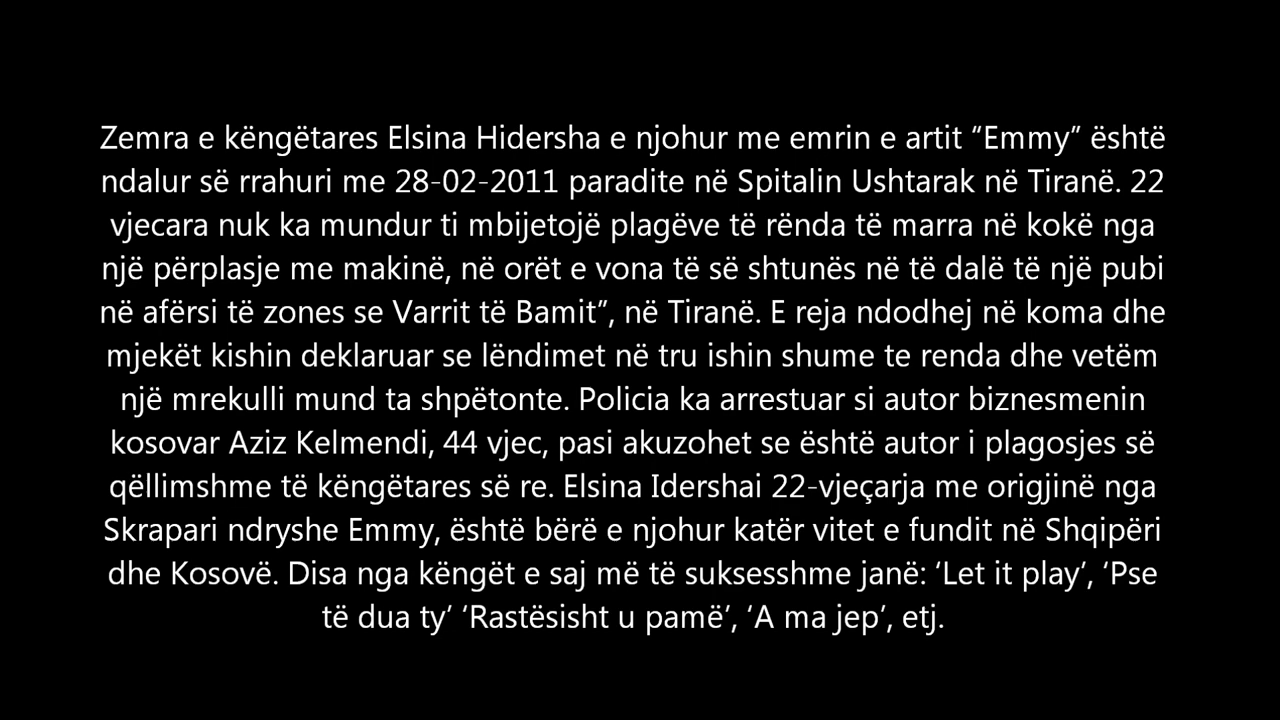 Zemra e këngëtares Elsina Hidersha e njohur me emrin e artit “Emmy” është
ndalur së rrahuri me 28-02-2011 paradite në Spitalin Ushtarak në Tiranë. 22
vjecara nuk ka mundur ti mbijetojë plagëve të rënda të marra në kokë nga
një përplasje me makinë, në orët e vona të së shtunës në të dalë të një pubi
në afërsi të zones se Varrit të Bamit”, në Tiranë. E reja ndodhej në koma dhe
mjekët kishin deklaruar se lëndimet në tru ishin shume te renda dhe vetëm
një mrekulli mund ta shpëtonte. Policia ka arrestuar si autor biznesmenin
kosovar Aziz Kelmendi, 44 vjec, pasi akuzohet se është autor i plagosjes së
qëllimshme të këngëtares së re. Elsina Idershai 22-vjeçarja me origjinë nga
Skrapari ndryshe Emmy, është bërë e njohur katër vitet e fundit në Shqipëri
dhe Kosovë. Disa nga këngët e saj më të suksesshme janë: ‘Let it play’, ‘Pse
të dua ty’ ‘Rastësisht u pamë’, ‘A ma jep’, etj.